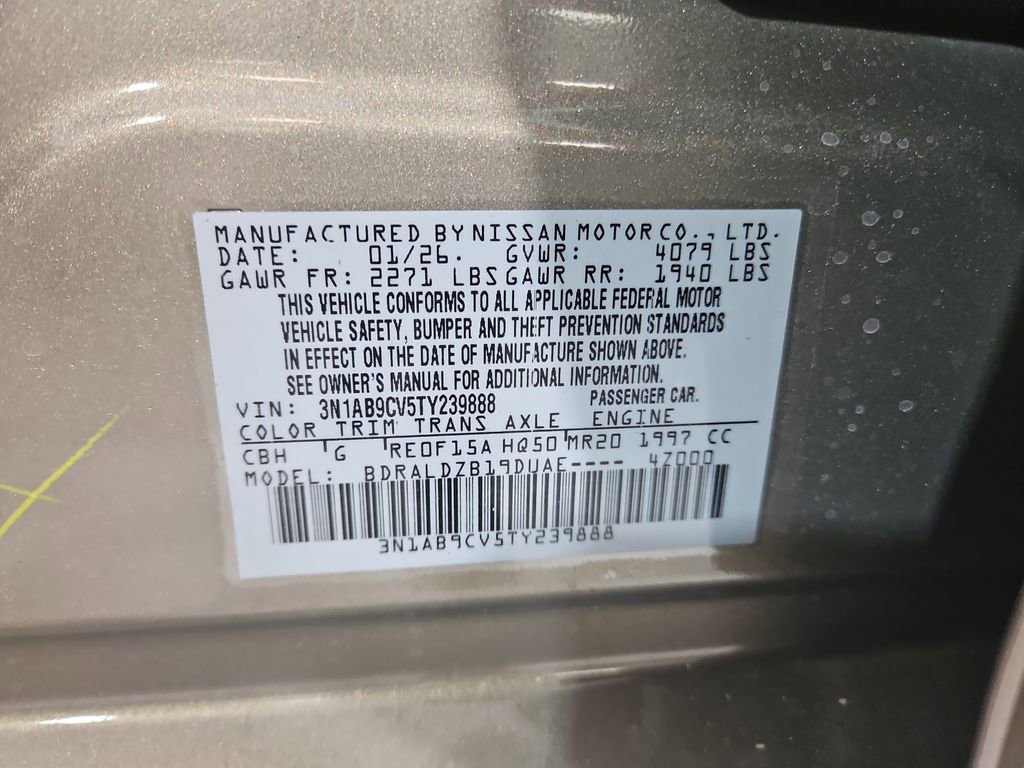 MANUFACTURED BY NISSAN MOTOR CO., LTD.
DATE: 01/26. GVWR: 4079 LBS
GAWR FR: 2271 LBS GAWR RR: 1940 LBS
THIS VEHICLE CONFORMS TO ALL APPLICABLE FEDERAL MOTOR
VEHICLE SAFETY, BUMPER AND THEFT PREVENTION STANDARDS
IN EFFECT ON THE DATE OF MANUFACTURE SHOWN ABOVE.
SEE OWNER'S MANUAL FOR ADDITIONAL INFORMATION.
VIN: 3N1AB9CV5TY239888 PASSENGER CAR.
COLOR TRIM TRANS AXLE ENGINE
CBH G RE0F15A HQ50 MR20 1997 CC
MODEL: BDRALDZB19DUAE---- 47000
3N1AB9CV5TY239888